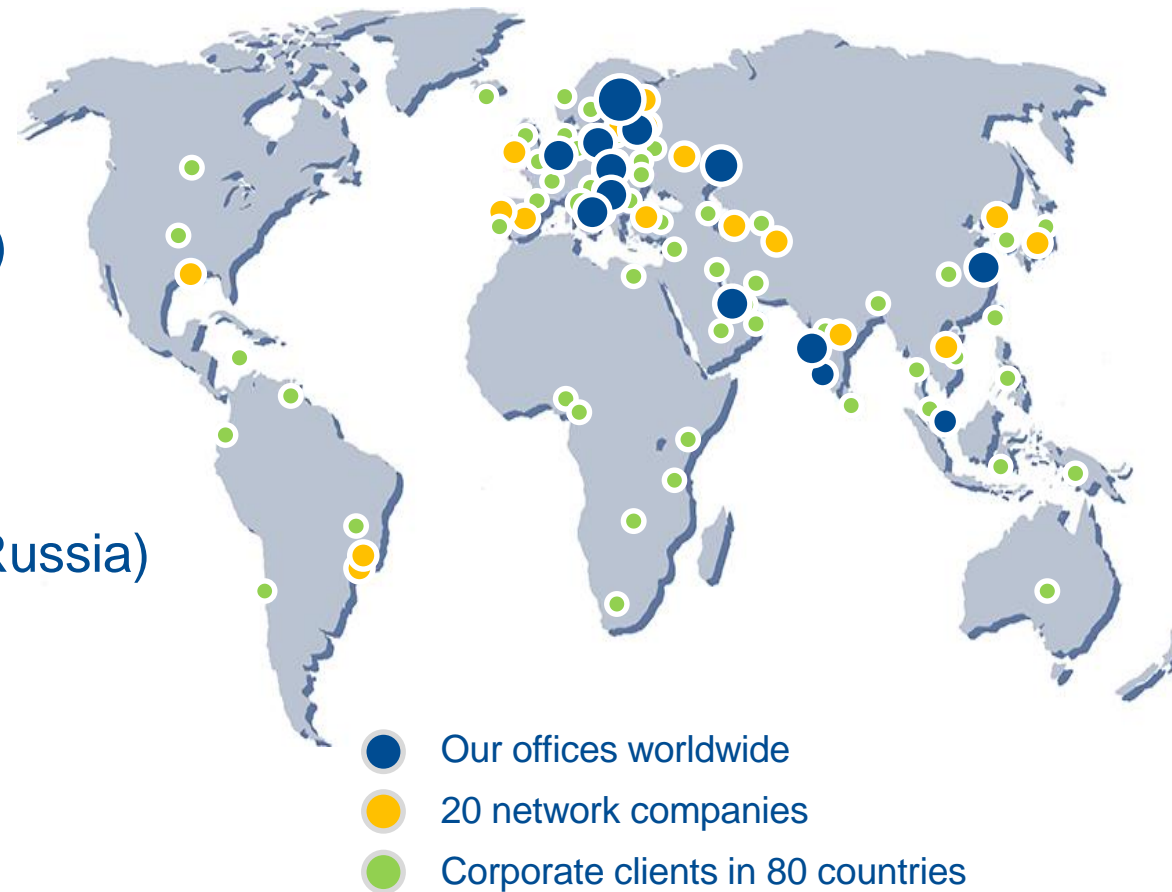 )
Russia)
Our offices worldwide
20 network companies
Corporate clients in 80 countries